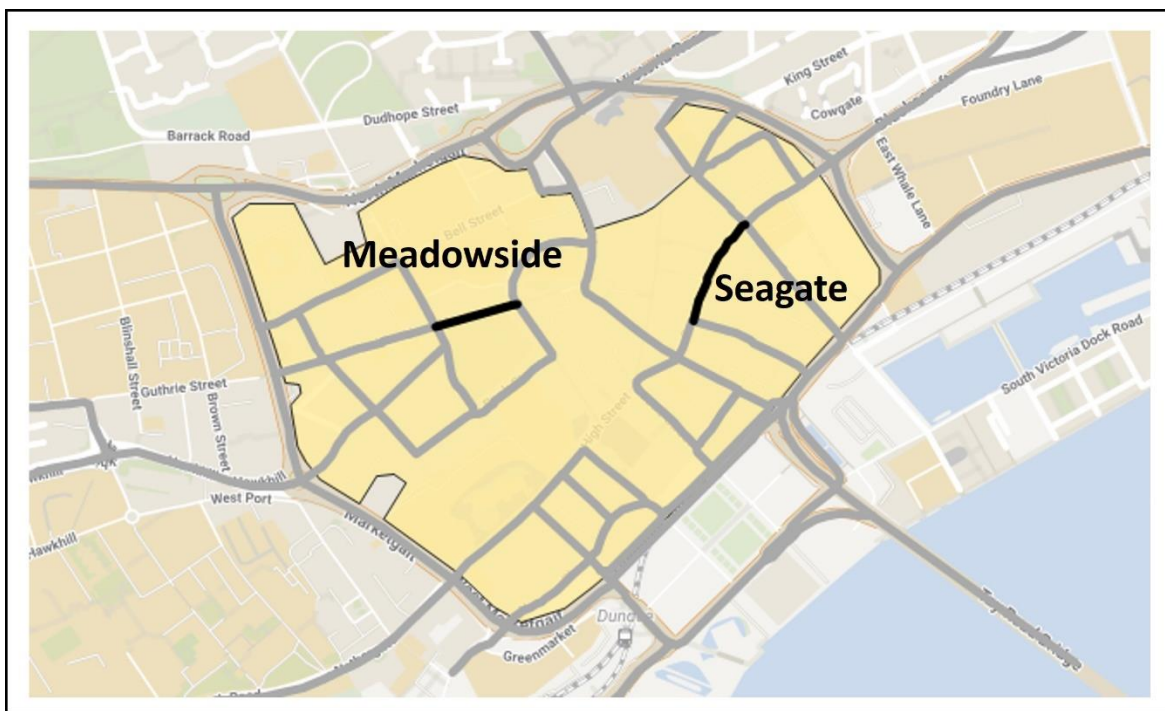 King Street
Cowgate
Foundry Lane
Dudhope Street
Barrack Road
East Whale Lane
Bell Street
Meadowside
Seagate
Blinshall Street
South Victoria Dock Road
Guthrie Street
Brown Street
High Street
Hawkhill
West Port
Marketgait
Hawkhill
Dundee
Greenmarket